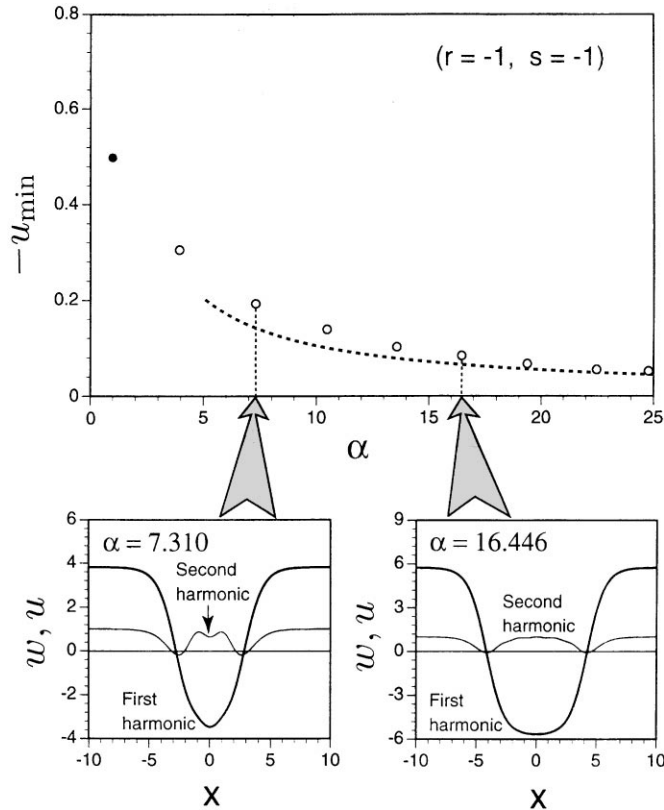 0.8
(r = -1, s = -1)
0.6
−u_min
0.4
0.2
0
0 5 10 15 20 25
α
6
α = 7.310
Second
harmonic
4
w, u
2
0
-2
First
harmonic
-4
-10 -5 0 5 10
X
9
α = 16.446
6
Second
harmonic
w, u
3
0
-3
First
harmonic
-6
-10 -5 0 5 10
X